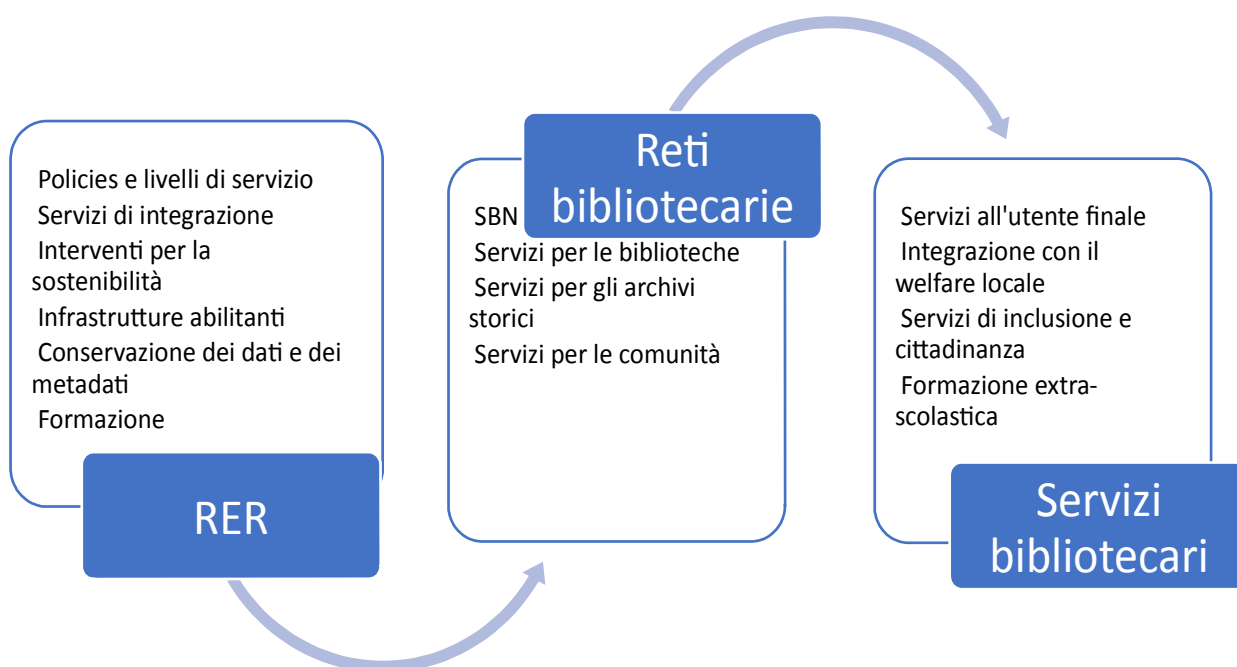 Policies e livelli di servizio
Servizi di integrazione
Interventi per la
sostenibilità
Infrastrutture abilitanti
Conservazione dei dati e dei
metadati
Formazione
RER
Reti
bibliotecarie
SBN
Servizi per le biblioteche
Servizi per gli archivi
storici
Servizi per le comunità
Servizi all'utente finale
Integrazione con il
welfare locale
Servizi di inclusione e
cittadinanza
Formazione extra-
scolastica
Servizi
bibliotecari